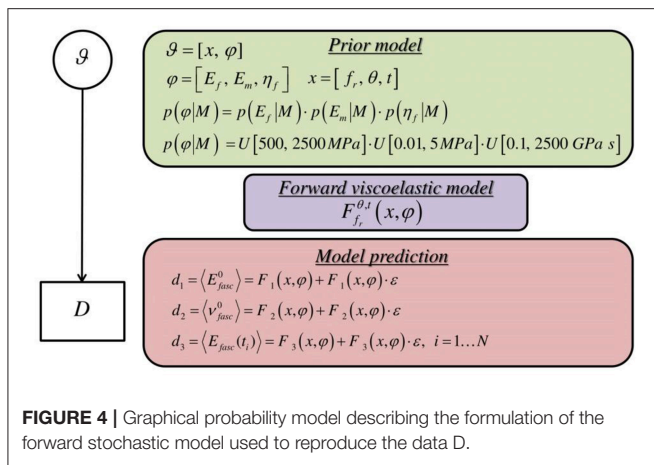 ϑ
Prior model
ϑ = [x, φ]
φ = [E_f, E_m, η_f]   x = [f_r, θ, t]
p(φ|M) = p(E_f|M) · p(E_m|M) · p(η_f|M)
p(φ|M) = U[500, 2500 MPa] · U[0.01, 5 MPa] · U[0.1, 2500 GPa s]
Forward viscoelastic model
F_{f_r}^{θ,t}(x,φ)
Model prediction
d_1 = ⟨E_{fasc}^0⟩ = F_1(x,φ) + F_1(x,φ) · ε
D
d_2 = ⟨ν_{fasc}^0⟩ = F_2(x,φ) + F_2(x,φ) · ε
d_3 = ⟨E_{fasc}(t_i)⟩ = F_3(x,φ) + F_3(x,φ) · ε, i = 1…N
FIGURE 4 | Graphical probability model describing the formulation of the
forward stochastic model used to reproduce the data D.